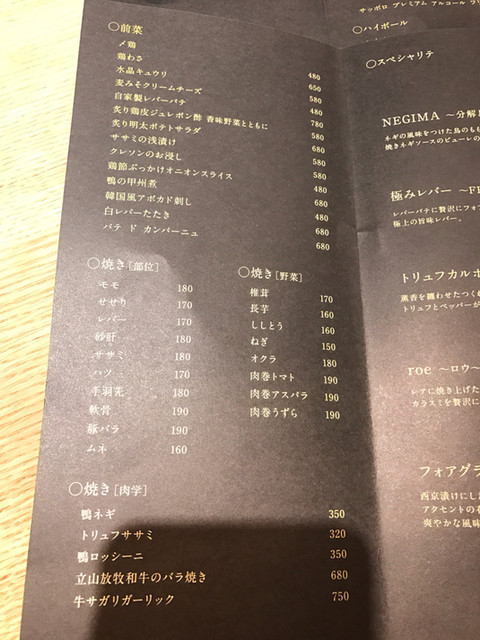 サッポロ プレミアム アルコール
〇ハイボール
〇前菜
〆鶏 480
鶏わさ 650
水晶キュウリ 580
麦みそクリームチーズ 480
自家製レバーパテ 580
炙り鶏皮ジュレポン酢 香味野菜とともに 480
炙り明太ポテトサラダ 780
ササミの浅漬け 580
クレソンのお浸し 580
鶏節ぶっかけオニオンスライス 580
鴨の甲州煮 480
韓国風アボカド刺し 680
白レバーたたき 480
パテ ド カンパーニュ 680
680
〇焼き[部位]
モモ 180
せせり 170
レバー 170
砂肝 180
ササミ 180
ハツ 170
手羽先 180
軟骨 190
豚バラ 190
ムネ 160
〇焼き[野菜]
椎茸 170
長芋 160
ししとう 160
ねぎ 150
オクラ 180
肉巻トマト 190
肉巻アスパラ 190
肉巻うずら 190
〇焼き[肉学]
鴨ネギ 350
トリュフササミ 320
鴨ロッシーニ 350
立山放牧和牛のバラ焼き 680
牛サガリガーリック 750
〇スペシャリテ
NEGIMA ～分解
ネギの風味をつけた鳥のも
焼きネギソースのピューレの
極みレバー ～F
レバーパテに贅沢にフォ
極上の旨味レバー。
トリュフカルボ
薫香を纏わせたつく
トリュフとペッパーが
roe ～ロウ～
レアに焼き上げた
カラスミを贅沢に
フォアグラ
西京漬けにし
アクセントの
爽やかな風味